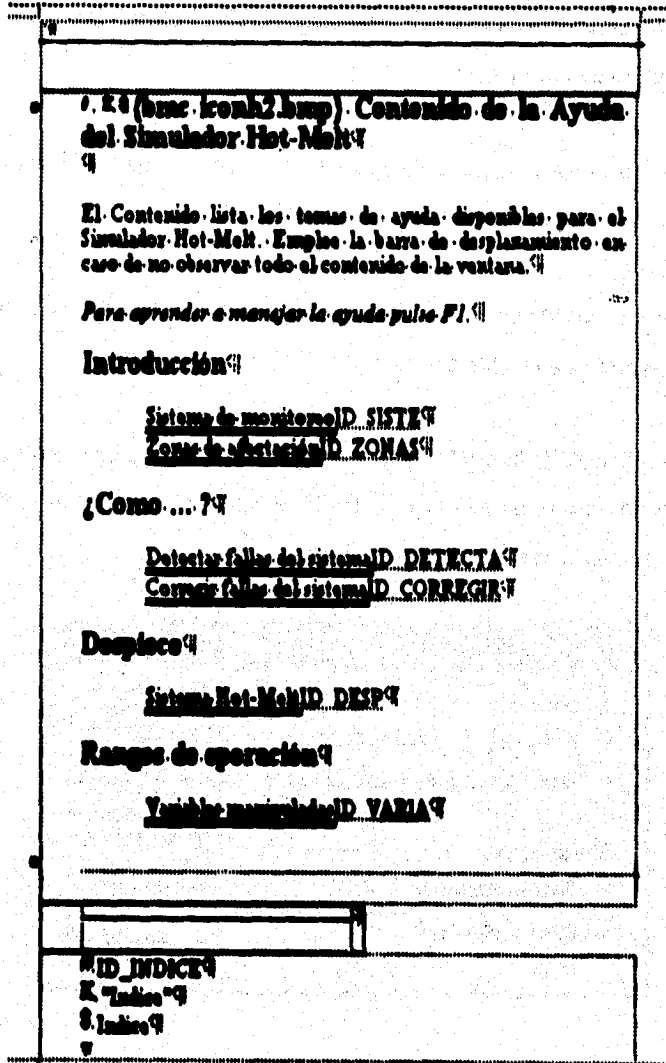 #, K, $ {bmc iconh2.bmp} Contenido de la Ayuda
del Simulador Hot-Melt¶
¶
El Contenido lista los temas de ayuda disponibles para el
Simulador Hot-Melt. Emplee la barra de desplazamiento en
caso de no observar todo el contenido de la ventana.¶
Para aprender a manejar la ayuda pulse F1.¶
Introducción¶
Sistema de monitoreoID_SISTE¶
Zonas de afectaciónID_ZONAS¶
¿Como ... ?¶
Detectar fallas del sistemaID_DETECTA¶
Corregir fallas del sistemaID_CORREGIR¶
Despiece¶
Sistema Hot-MeltID_DESP¶
Rangos de operación¶
Variables manipuladasID_VARIA¶
# ID_INDICE¶
K "Indice"¶
$ Indice¶